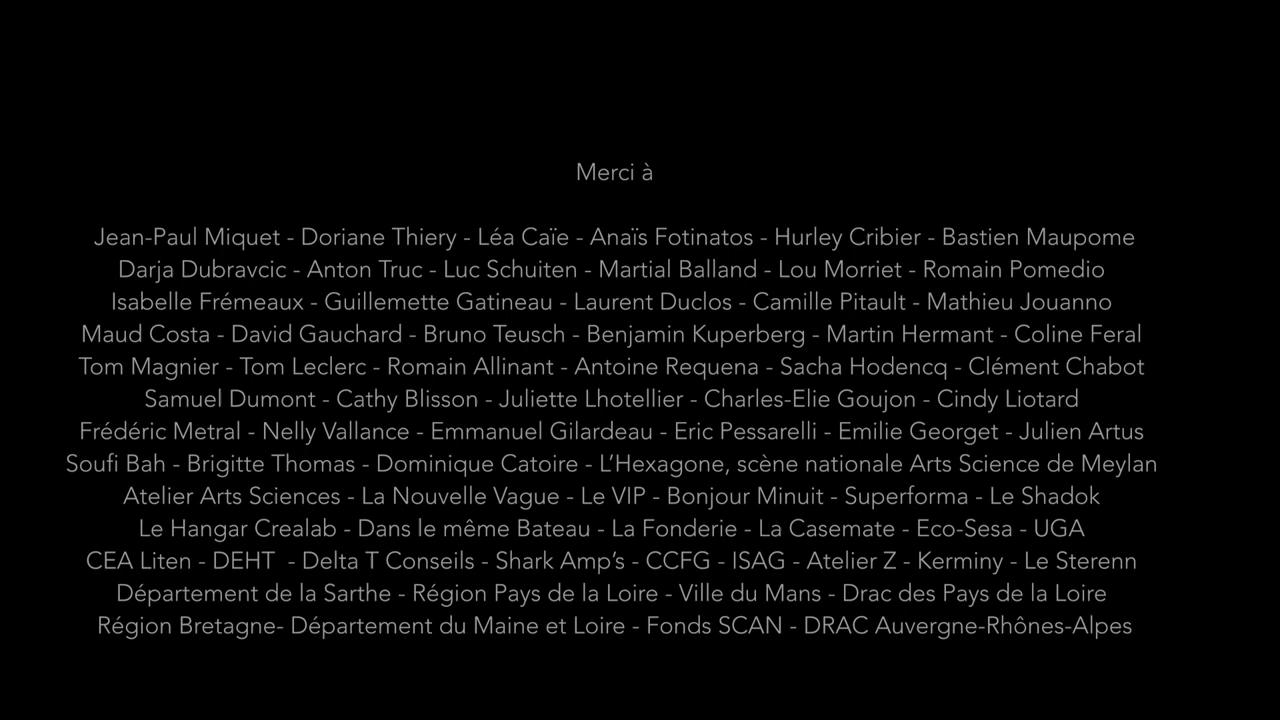 Merci à
Jean-Paul Miquet - Doriane Thiery - Léa Caïe - Anaïs Fotinatos - Hurley Cribier - Bastien Maupome
Darja Dubravcic - Anton Truc - Luc Schuiten - Martial Balland - Lou Morriet - Romain Pomedio
Isabelle Frémeaux - Guillemette Gatineau - Laurent Duclos - Camille Pitault - Mathieu Jouanno
Maud Costa - David Gauchard - Bruno Teusch - Benjamin Kuperberg - Martin Hermant - Coline Feral
Tom Magnier - Tom Leclerc - Romain Allinant - Antoine Requena - Sacha Hodencq - Clément Chabot
Samuel Dumont - Cathy Blisson - Juliette Lhotellier - Charles-Elie Goujon - Cindy Liotard
Frédéric Metral - Nelly Vallance - Emmanuel Gilardeau - Eric Pessarelli - Emilie Georget - Julien Artus
Soufi Bah - Brigitte Thomas - Dominique Catoire - L’Hexagone, scène nationale Arts Science de Meylan
Atelier Arts Sciences - La Nouvelle Vague - Le VIP - Bonjour Minuit - Superforma - Le Shadok
Le Hangar Crealab - Dans le même Bateau - La Fonderie - La Casemate - Eco-Sesa - UGA
CEA Liten - DEHT  - Delta T Conseils - Shark Amp’s - CCFG - ISAG - Atelier Z - Kerminy - Le Sterenn
Département de la Sarthe - Région Pays de la Loire - Ville du Mans - Drac des Pays de la Loire
Région Bretagne- Département du Maine et Loire - Fonds SCAN - DRAC Auvergne-Rhônes-Alpes